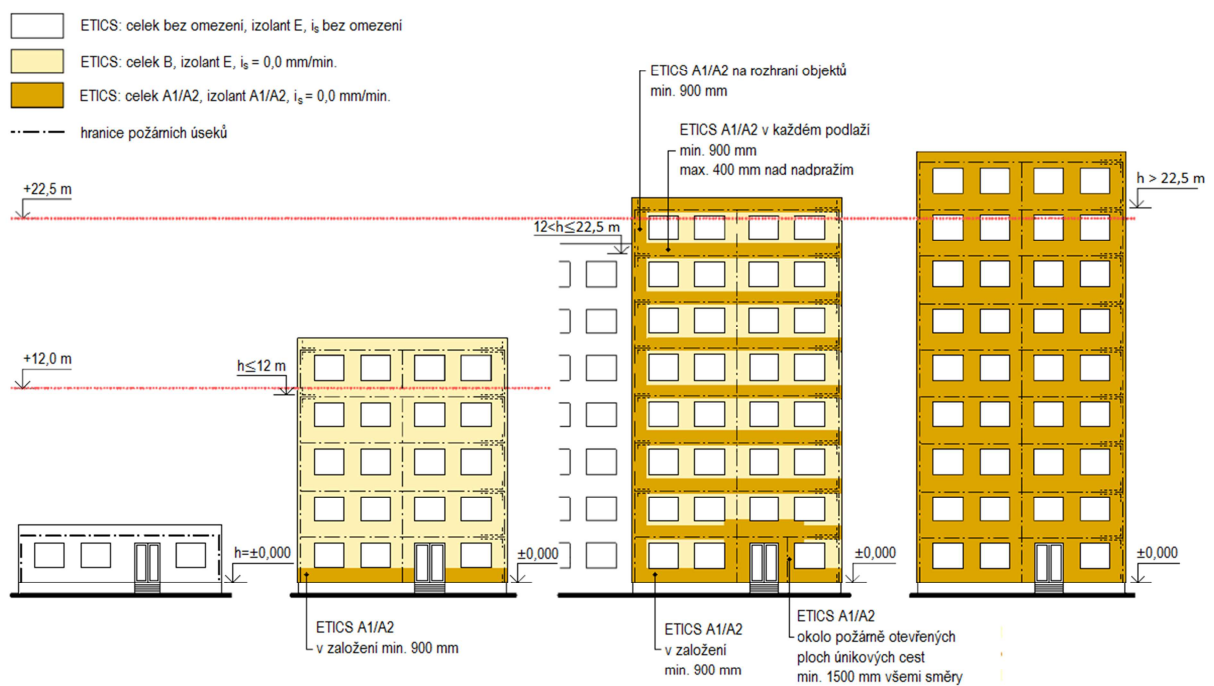 ETICS: celek bez omezení, izolant E, iₛ bez omezení
ETICS: celek B, izolant E, iₛ = 0,0 mm/min.
ETICS: celek A1/A2, izolant A1/A2, iₛ = 0,0 mm/min.
hranice požárních úseků
ETICS A1/A2 na rozhraní objektů
min. 900 mm
ETICS A1/A2 v každém podlaží
min. 900 mm
max. 400 mm nad nadpražím
+22,5 m
h > 22,5 m
12<h≤22,5 m
+12,0 m
h≤12 m
h=±0,000
±0,000
±0,000
±0,000
ETICS A1/A2
v založení min. 900 mm
ETICS A1/A2
v založení
min. 900 mm
ETICS A1/A2
okolo požárně otevřených
ploch únikových cest
min. 1500 mm všemi směry